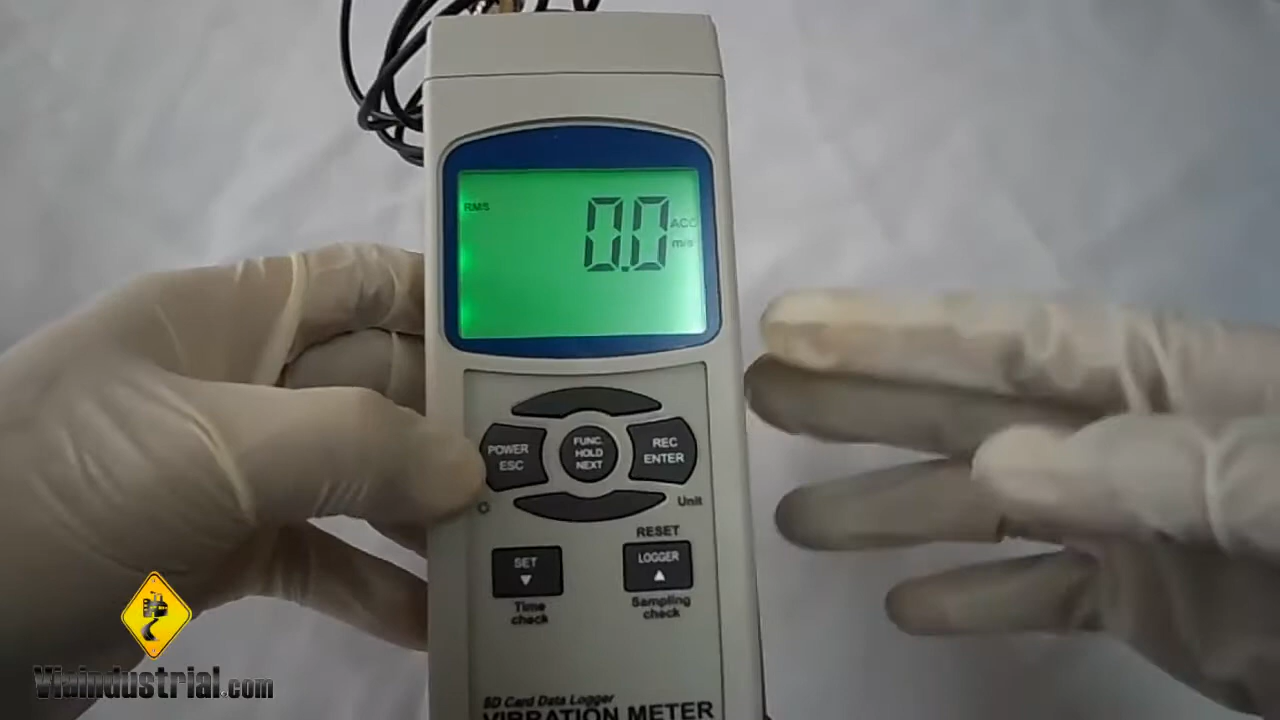 RMS
0.0
ACC
m/s
POWER
ESC
FUNC.
HOLD
NEXT
REC
ENTER
Unit
RESET
SET
LOGGER
Time
check
Sampling
check
SD Card Data Logger
VIBRATION METER
Viaindustrial.com